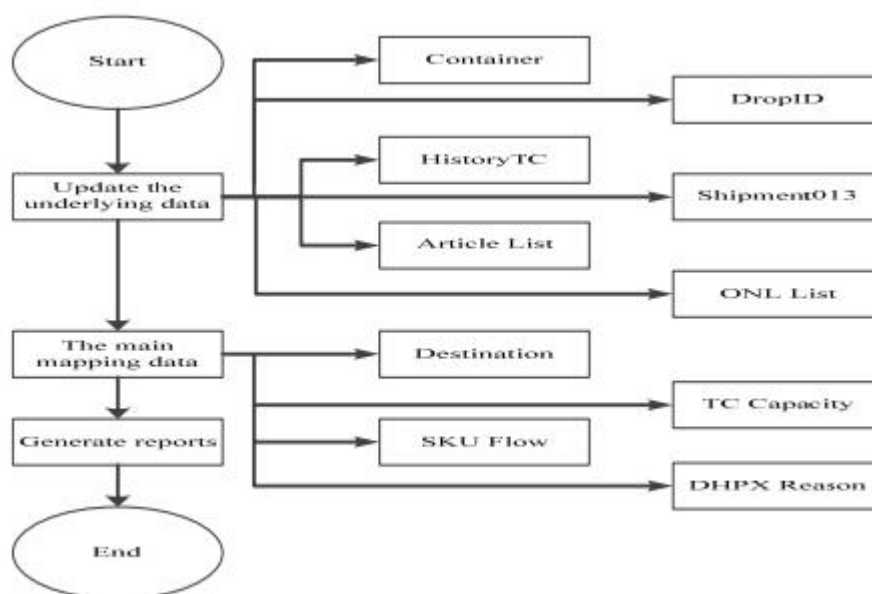 Start
Container
DropID
HistoryTC
Update the
underlying data
Shipment013
Article List
ONL List
The main
mapping data
Destination
TC Capacity
Generate reports
SKU Flow
DHPX Reason
End